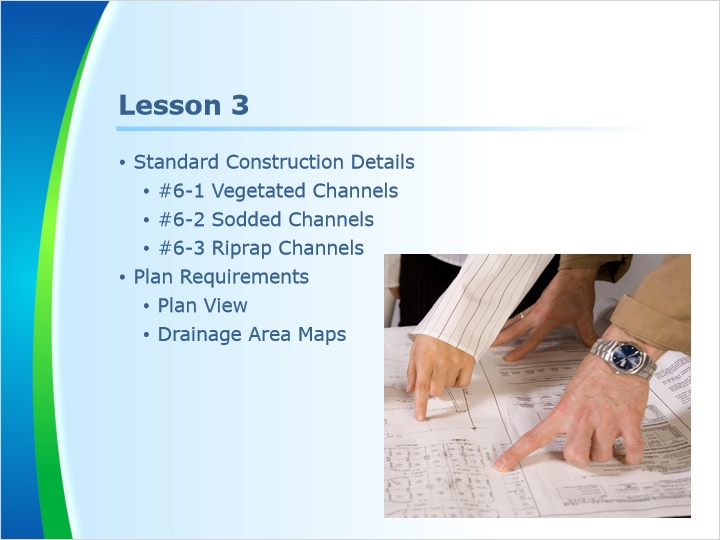 Lesson 3
• Standard Construction Details
• #6-1 Vegetated Channels
• #6-2 Sodded Channels
• #6-3 Riprap Channels
• Plan Requirements
• Plan View
• Drainage Area Maps